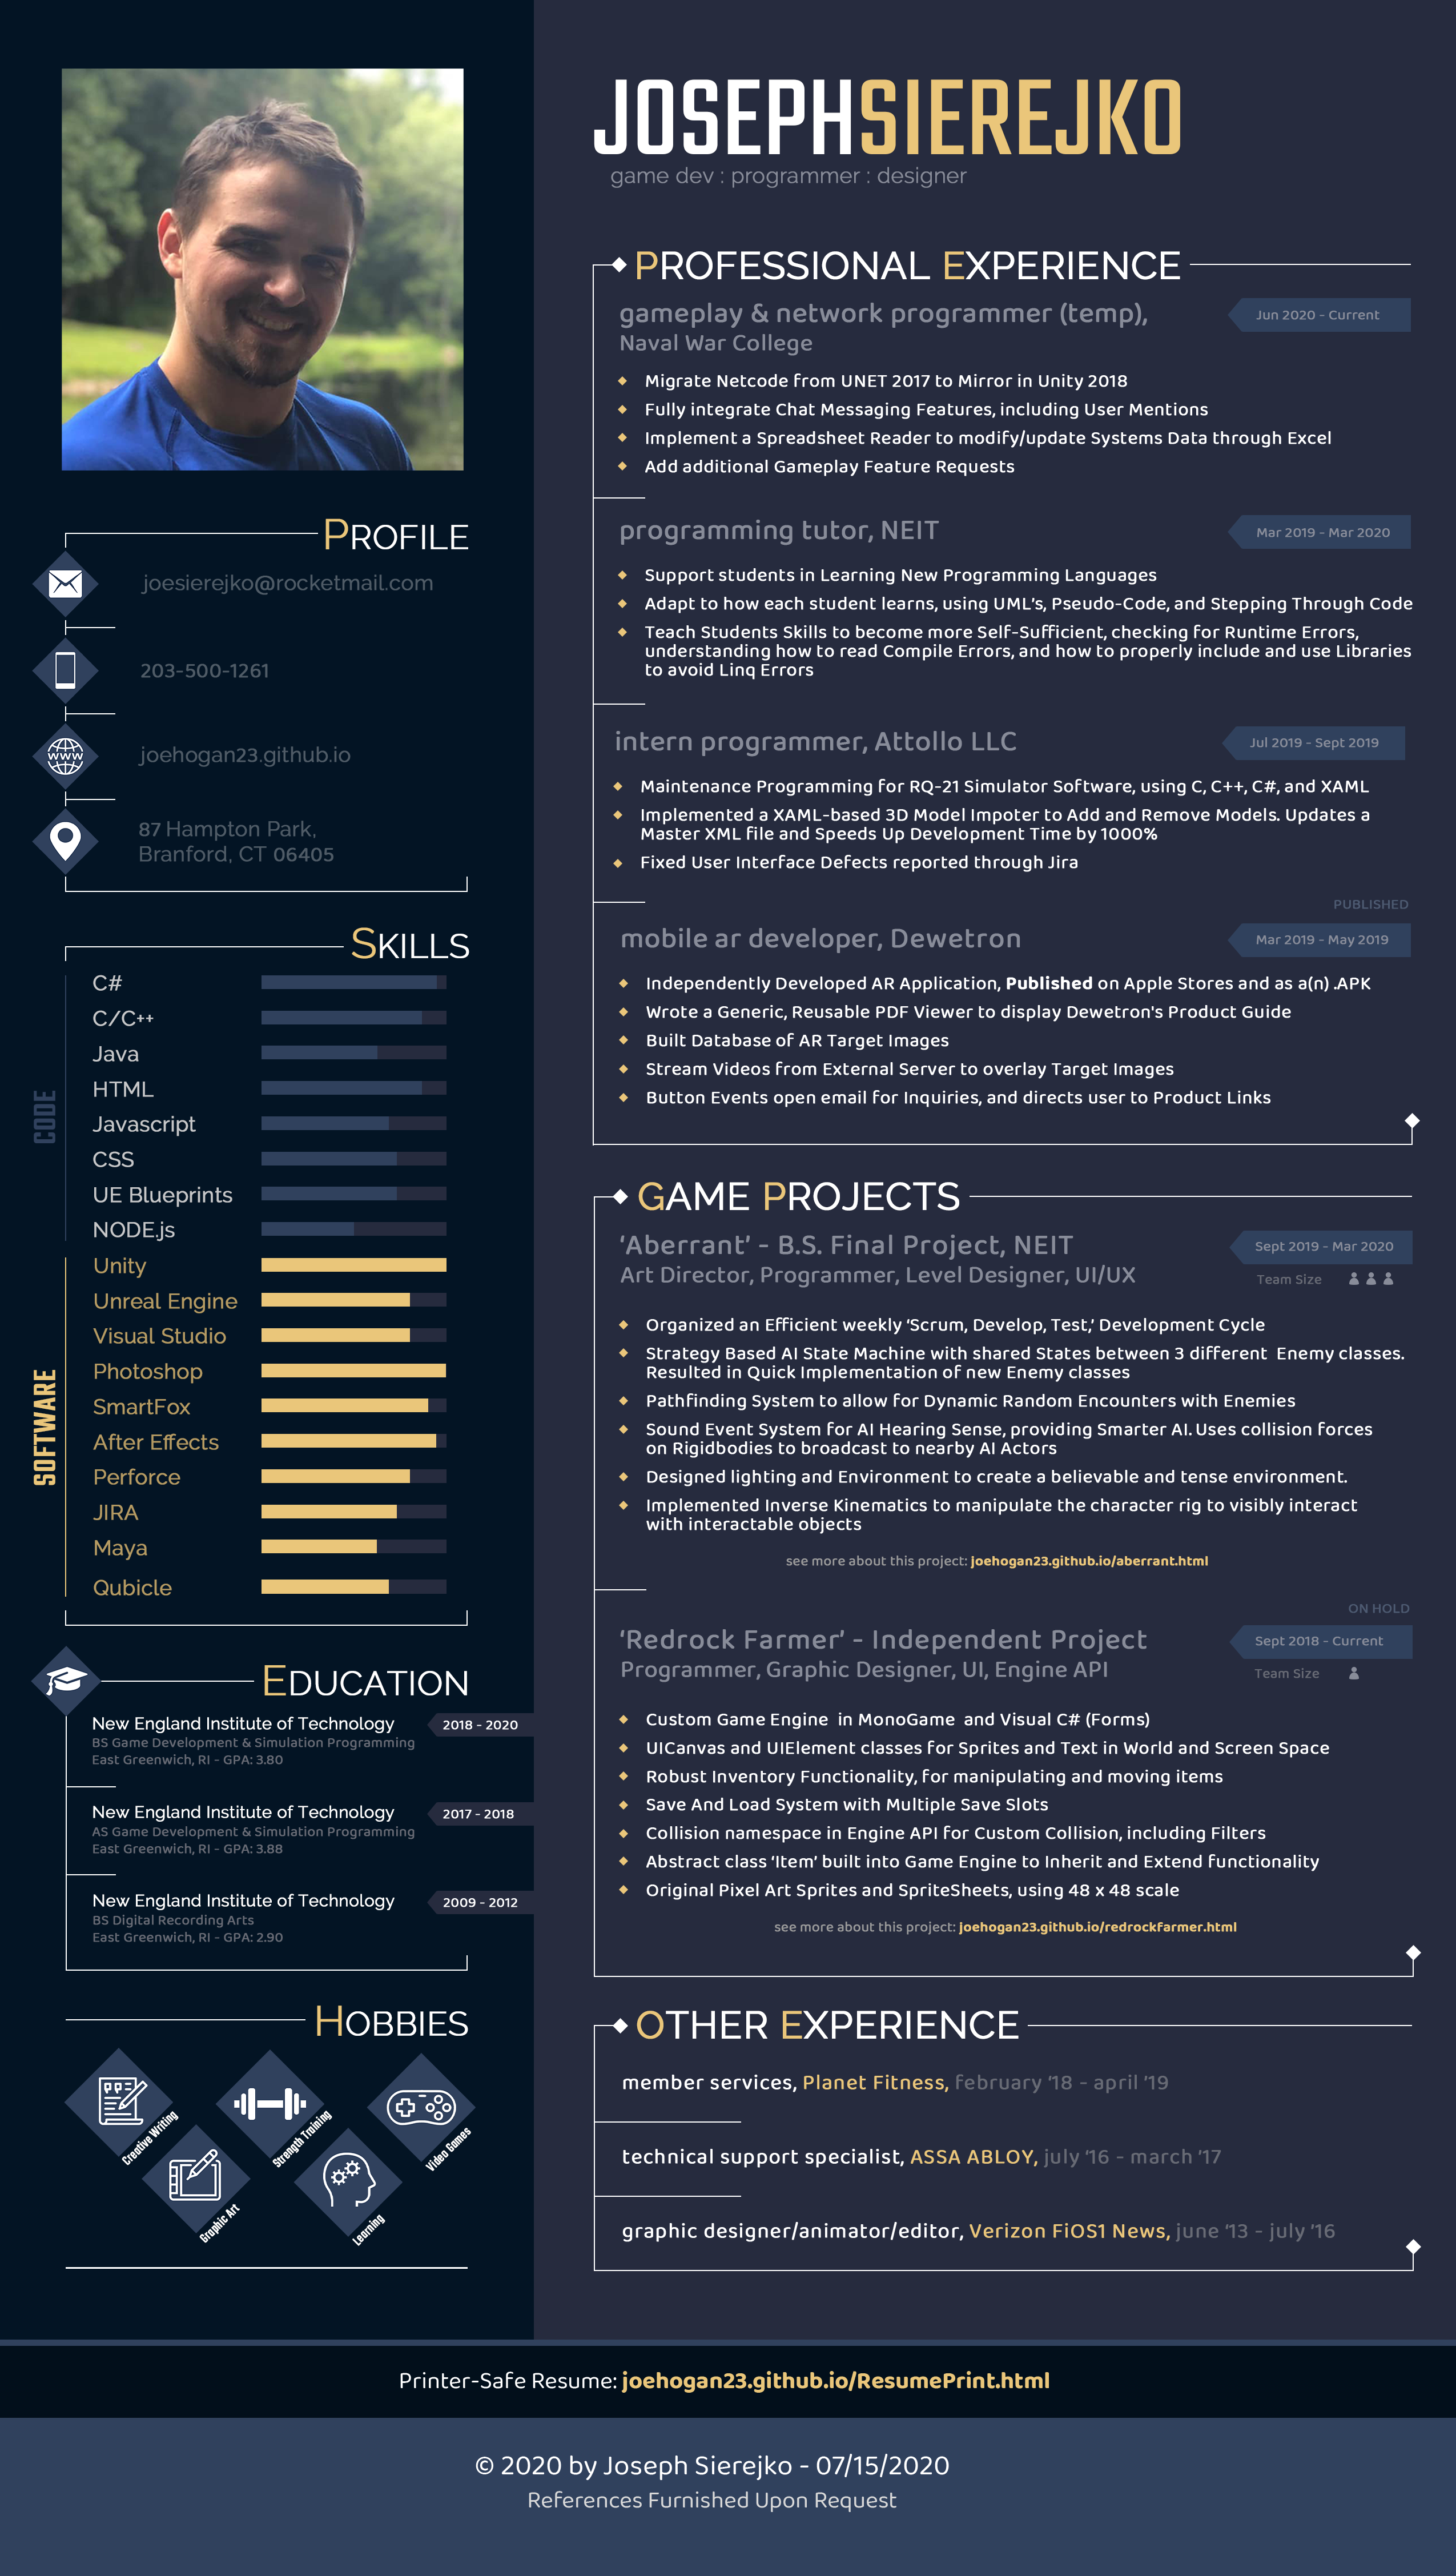 JOSEPHSIEREJKO
game dev : programmer : designer
PROFILE
joesierejko@rocketmail.com
203-500-1261
www
joehogan23.github.io
87 Hampton Park,
Branford, CT 06405
SKILLS
CODE
C#
C/C++
Java
HTML
Javascript
CSS
UE Blueprints
NODE.js
SOFTWARE
Unity
Unreal Engine
Visual Studio
Photoshop
SmartFox
After Effects
Perforce
JIRA
Maya
Qubicle
EDUCATION
New England Institute of Technology 2018 - 2020
BS Game Development & Simulation Programming
East Greenwich, RI - GPA: 3.80
New England Institute of Technology 2017 - 2018
AS Game Development & Simulation Programming
East Greenwich, RI - GPA: 3.88
New England Institute of Technology 2009 - 2012
BS Digital Recording Arts
East Greenwich, RI - GPA: 2.90
HOBBIES
Creative Writing
Strength Training
Video Games
Graphic Art
Learning
PROFESSIONAL EXPERIENCE
gameplay & network programmer (temp), Jun 2020 - Current
Naval War College
Migrate Netcode from UNET 2017 to Mirror in Unity 2018
Fully integrate Chat Messaging Features, including User Mentions
Implement a Spreadsheet Reader to modify/update Systems Data through Excel
Add additional Gameplay Feature Requests
programming tutor, NEIT Mar 2019 - Mar 2020
Support students in Learning New Programming Languages
Adapt to how each student learns, using UML's, Pseudo-Code, and Stepping Through Code
Teach Students Skills to become more Self-Sufficient, checking for Runtime Errors,
understanding how to read Compile Errors, and how to properly include and use Libraries
to avoid Linq Errors
intern programmer, Attollo LLC Jul 2019 - Sept 2019
Maintenance Programming for RQ-21 Simulator Software, using C, C++, C#, and XAML
Implemented a XAML-based 3D Model Impoter to Add and Remove Models. Updates a
Master XML file and Speeds Up Development Time by 1000%
Fixed User Interface Defects reported through Jira
PUBLISHED
mobile ar developer, Dewetron Mar 2019 - May 2019
Independently Developed AR Application, Published on Apple Stores and as a(n) .APK
Wrote a Generic, Reusable PDF Viewer to display Dewetron's Product Guide
Built Database of AR Target Images
Stream Videos from External Server to overlay Target Images
Button Events open email for Inquiries, and directs user to Product Links
GAME PROJECTS
'Aberrant' - B.S. Final Project, NEIT Sept 2019 - Mar 2020
Art Director, Programmer, Level Designer, UI/UX Team Size
Organized an Efficient weekly 'Scrum, Develop, Test,' Development Cycle
Strategy Based AI State Machine with shared States between 3 different Enemy classes.
Resulted in Quick Implementation of new Enemy classes
Pathfinding System to allow for Dynamic Random Encounters with Enemies
Sound Event System for AI Hearing Sense, providing Smarter AI. Uses collision forces
on Rigidbodies to broadcast to nearby AI Actors
Designed lighting and Environment to create a believable and tense environment.
Implemented Inverse Kinematics to manipulate the character rig to visibly interact
with interactable objects
see more about this project: joehogan23.github.io/aberrant.html
ON HOLD
'Redrock Farmer' - Independent Project Sept 2018 - Current
Programmer, Graphic Designer, UI, Engine API Team Size
Custom Game Engine in MonoGame and Visual C# (Forms)
UICanvas and UIElement classes for Sprites and Text in World and Screen Space
Robust Inventory Functionality, for manipulating and moving items
Save And Load System with Multiple Save Slots
Collision namespace in Engine API for Custom Collision, including Filters
Abstract class 'Item' built into Game Engine to Inherit and Extend functionality
Original Pixel Art Sprites and SpriteSheets, using 48 x 48 scale
see more about this project: joehogan23.github.io/redrockfarmer.html
OTHER EXPERIENCE
member services, Planet Fitness, february '18 - april '19
technical support specialist, ASSA ABLOY, july '16 - march '17
graphic designer/animator/editor, Verizon FiOS1 News, june '13 - july '16
Printer-Safe Resume: joehogan23.github.io/ResumePrint.html
© 2020 by Joseph Sierejko - 07/15/2020
References Furnished Upon Request